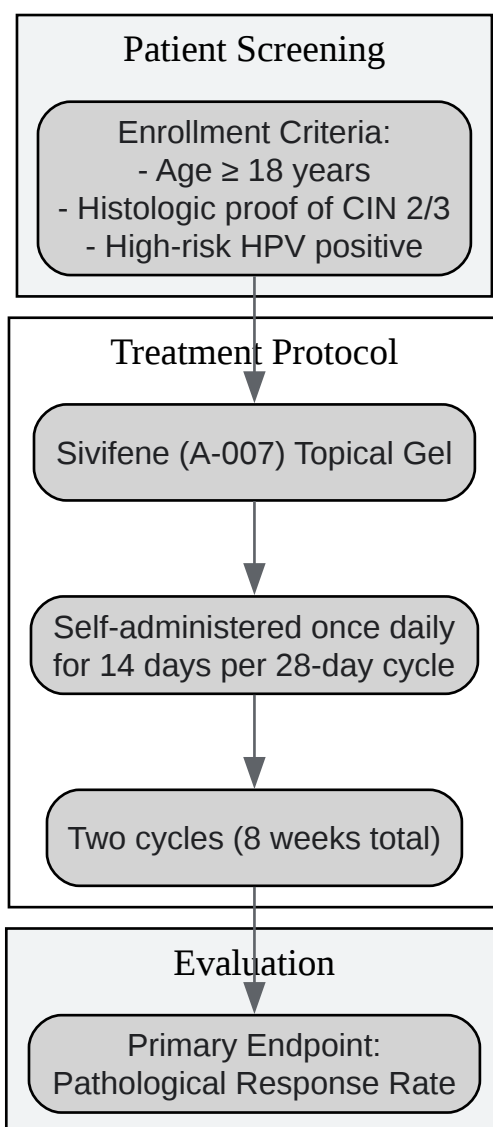 Patient Screening
Enrollment Criteria:
- Age ≥ 18 years
- Histologic proof of CIN 2/3
- High-risk HPV positive
Treatment Protocol
Sivifene (A-007) Topical Gel
Self-administered once daily
for 14 days per 28-day cycle
Two cycles (8 weeks total)
Evaluation
Primary Endpoint:
Pathological Response Rate